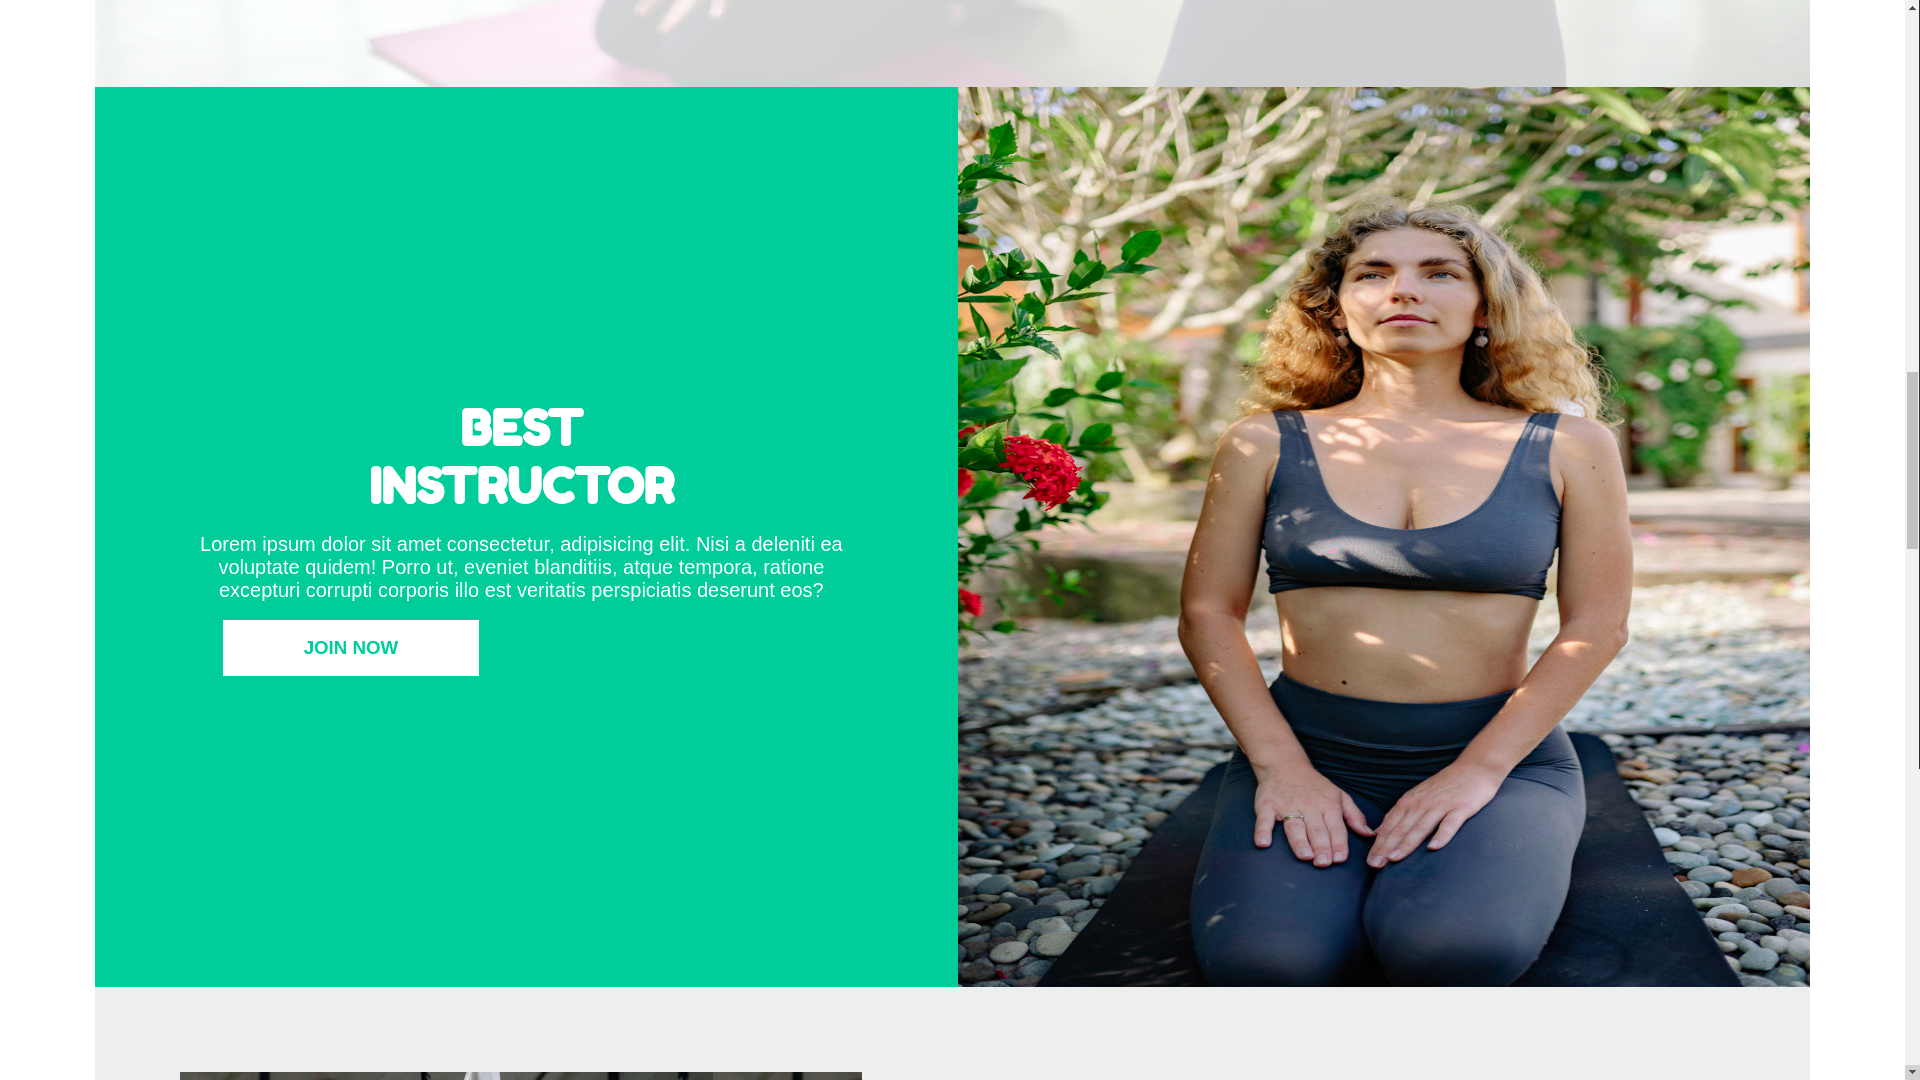 BEST
INSTRUCTOR
Lorem ipsum dolor sit amet consectetur, adipisicing elit. Nisi a deleniti ea
voluptate quidem! Porro ut, eveniet blanditiis, atque tempora, ratione
excepturi corrupti corporis illo est veritatis perspiciatis deserunt eos?
JOIN NOW